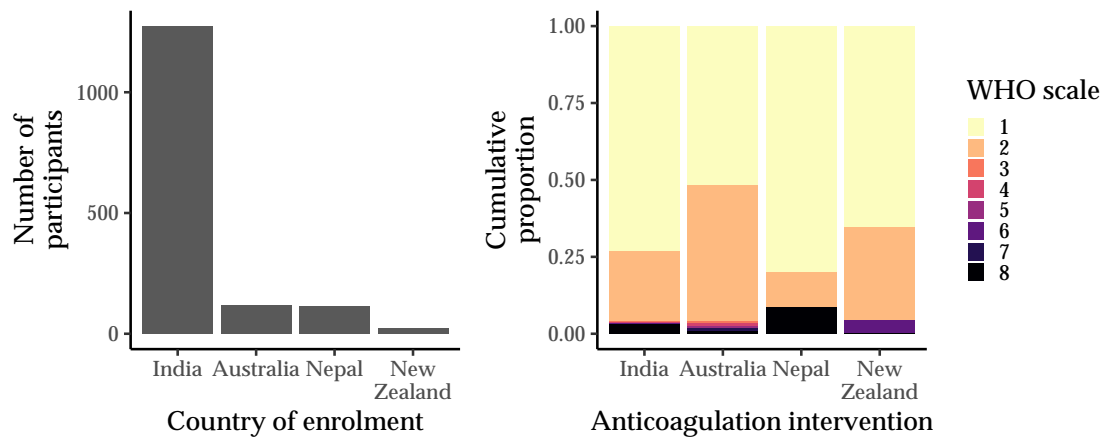 Number of
participants
1000
500
0
India
Australia
Nepal
New
Zealand
Country of enrolment
Cumulative
proportion
1.00
0.75
0.50
0.25
0.00
India
Australia
Nepal
New
Zealand
Anticoagulation intervention
WHO scale
1
2
3
4
5
6
7
8